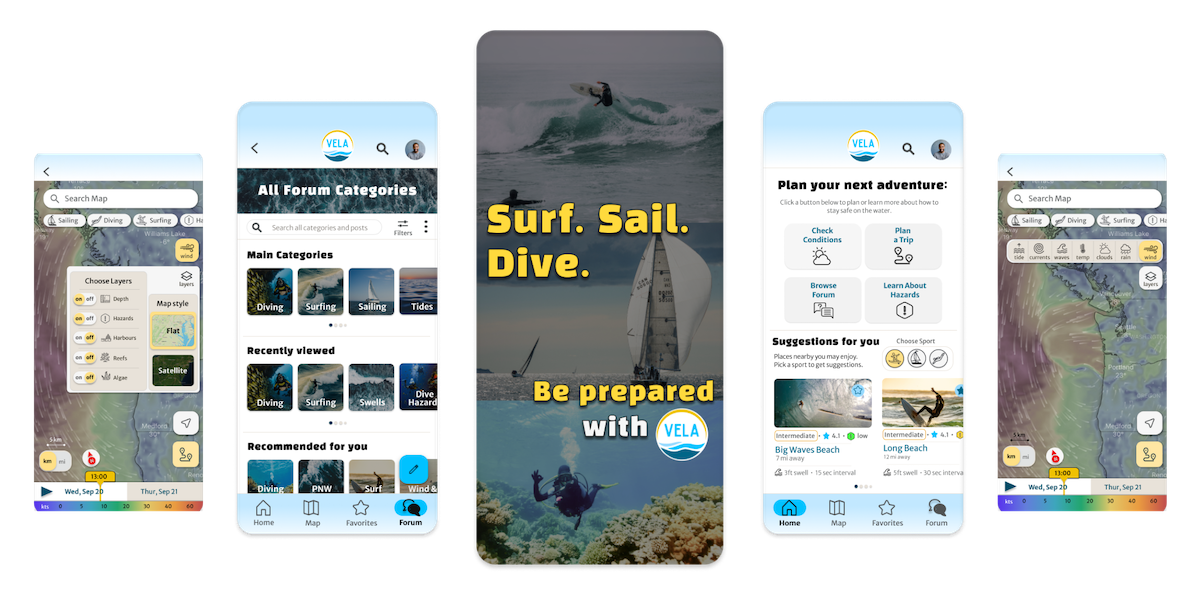 Search Map
Sailing
Diving
Surfing
Ha
Williams Lake
8°
wind
Choose Layers
layers
on off Depth
Map style
on off Hazards
Flat
on off Harbours
on off Reefs
Satellite
on off Algae
Medford
30°
5 km
km mi
13:00
Wed, Sep 20
Thur, Sep 21
kts 0 5 10 20 40 60
VELA
All Forum Categories
Search all categories and posts
Filters
Main Categories
Diving
Surfing
Sailing
Tides
Recently viewed
Diving
Surfing
Swells
Dive
Hazard
Recommended for you
Diving
PNW
Surf
Wind &
Home
Map
Favorites
Forum
Surf. Sail.
Dive.
Be prepared
with VELA
VELA
Plan your next adventure:
Click a button below to plan or learn more about how to
stay safe on the water.
Check
Conditions
Plan
a Trip
Browse
Forum
Learn About
Hazards
Suggestions for you
Choose Sport
Places nearby you may enjoy.
Pick a sport to get suggestions.
Intermediate • 4.1 • low
Big Waves Beach
7 mi away
3ft swell • 15 sec interval
Intermediate • 4.1 •
Long Beach
12 mi away
5ft swell • 30 sec interval
Home
Map
Favorites
Forum
Search Map
Sailing
Diving
Surfing
Ha
Williams Lake
tide
currents
waves
temp
clouds
rain
wind
layers
Seattle
Portland
23°
Medford
30°
5 km
km mi
13:00
Wed, Sep 20
Thur, Sep 21
kts 0 5 10 20 40 60